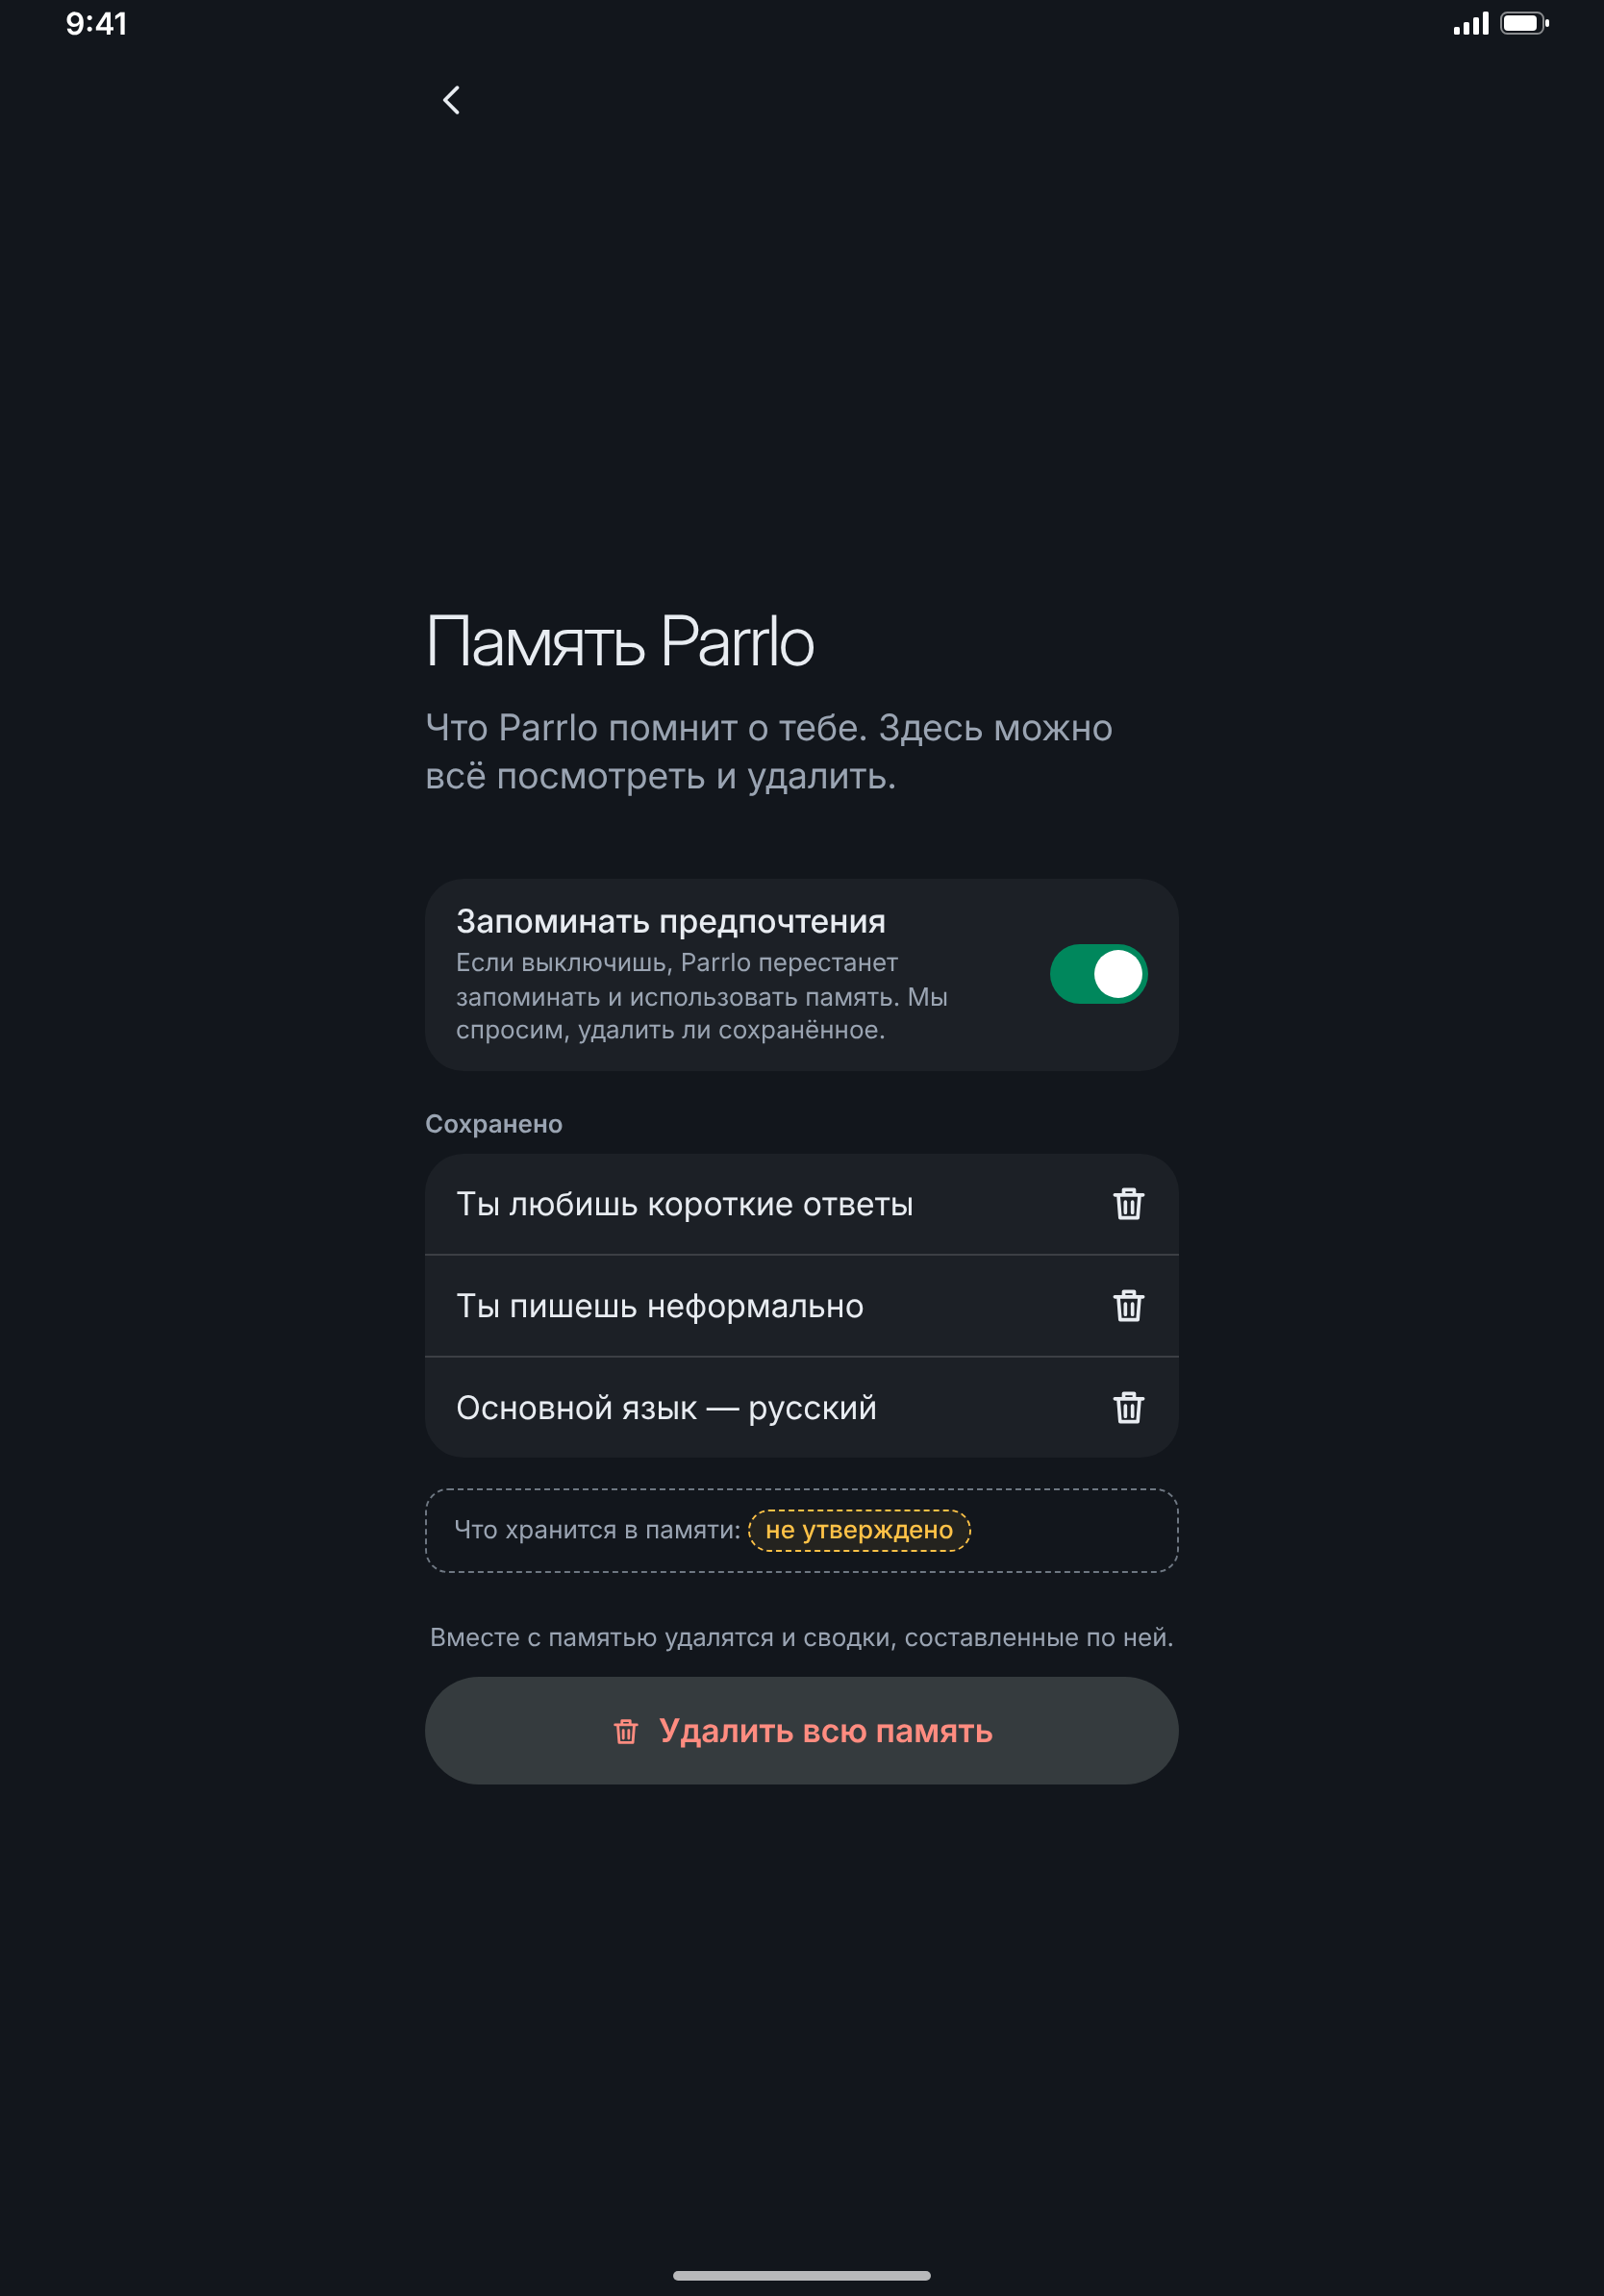 9:41
Память Parrlo
Что Parrlo помнит о тебе. Здесь можно
всё посмотреть и удалить.
Запоминать предпочтения
Если выключишь, Parrlo перестанет
запоминать и использовать память. Мы
спросим, удалить ли сохранённое.
Сохранено
Ты любишь короткие ответы
Ты пишешь неформально
Основной язык — русский
Что хранится в памяти: не утверждено
Вместе с памятью удалятся и сводки, составленные по ней.
Удалить всю память